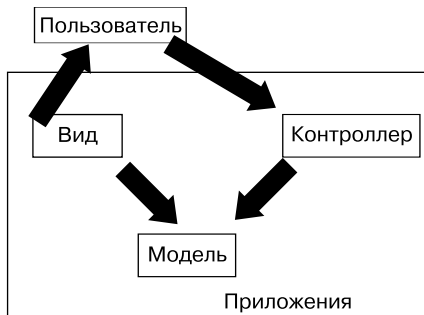 Пользователь
Вид
Контроллер
Модель
Приложения